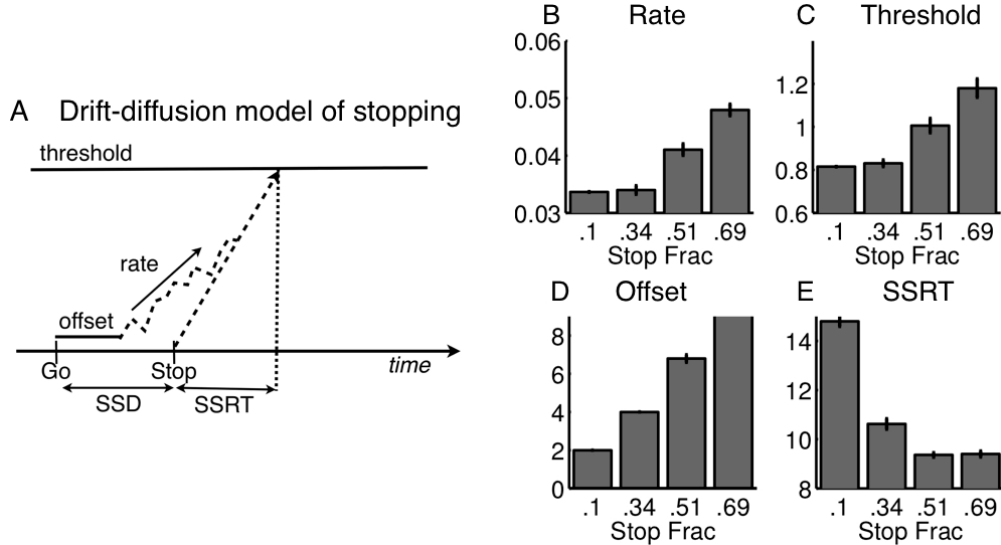 A Drift-diffusion model of stopping
threshold
rate
offset
Go
Stop
time
SSD
SSRT
B Rate
0.06
0.05
0.04
0.03
.1 .34 .51 .69
Stop Frac
C Threshold
1.2
1
0.8
0.6
.1 .34 .51 .69
Stop Frac
D Offset
8
6
4
2
0
.1 .34 .51 .69
Stop Frac
E SSRT
14
12
10
8
.1 .34 .51 .69
Stop Frac